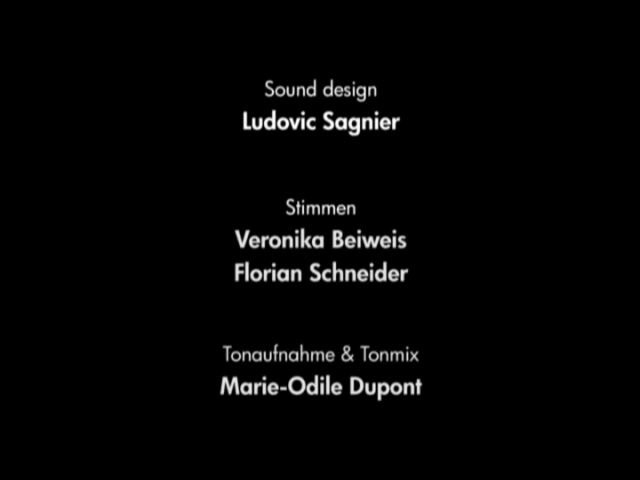 Sound design
Ludovic Sagnier
Stimmen
Veronika Beiweis
Florian Schneider
Tonaufnahme & Tonmix
Marie-Odile Dupont